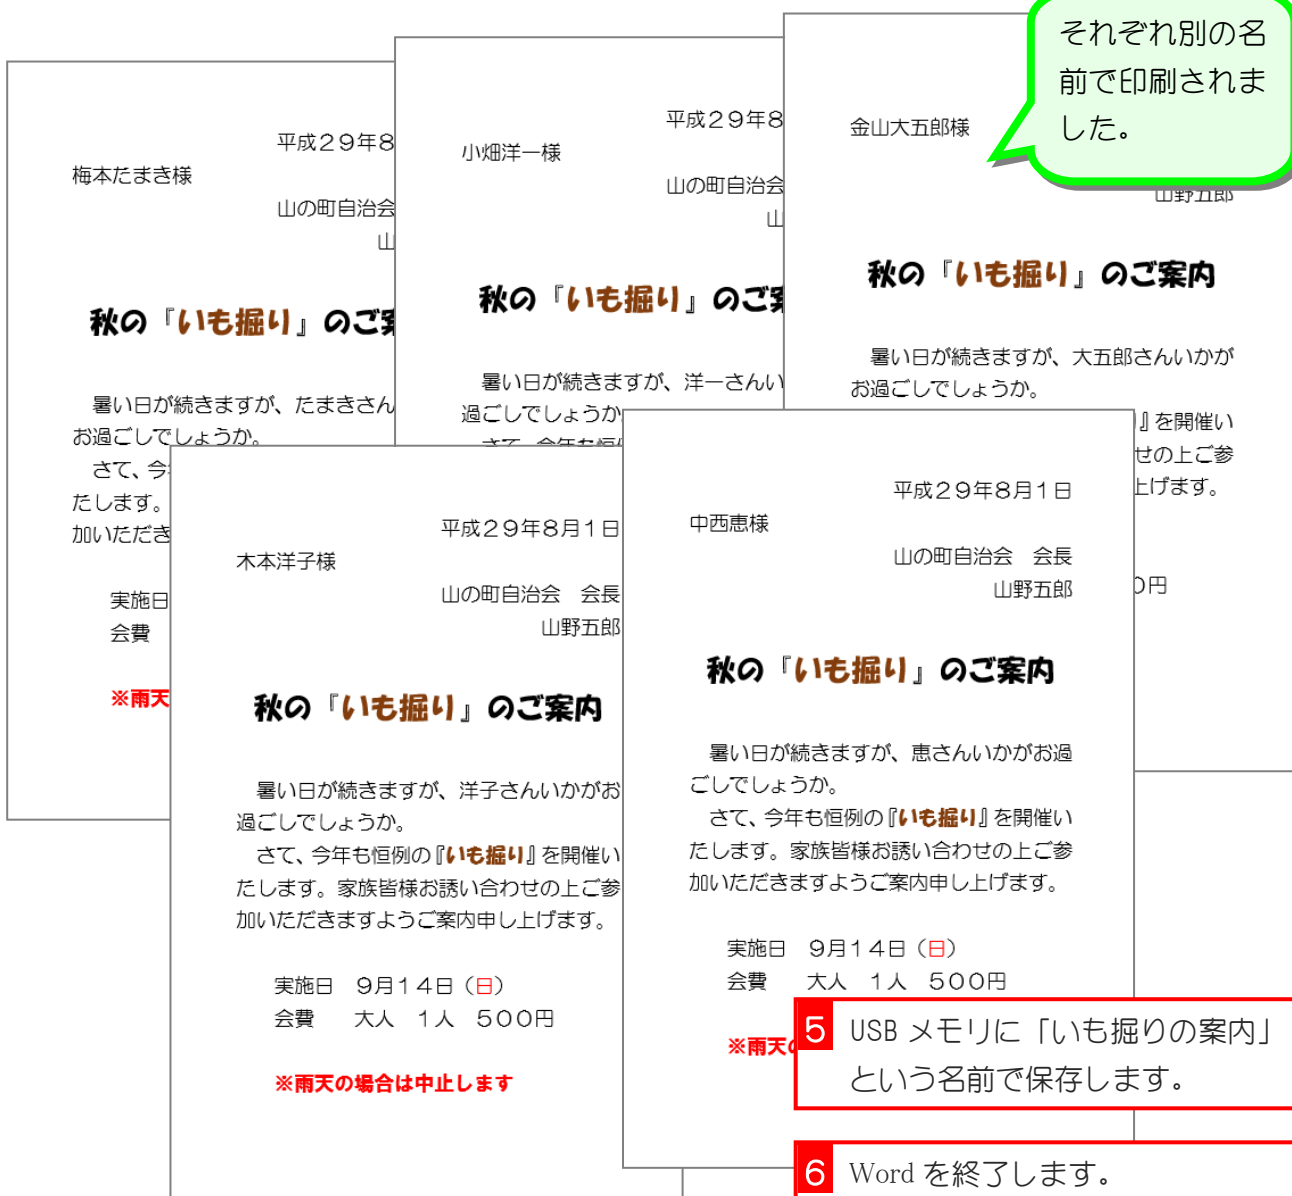 平成２９年８
梅本たまき様
山の町自治会
山
秋の『いも掘り』のご案
暑い日が続きますが、たまきさん
お過ごしでしょうか。
さて、今
たします。
加いただき
実施日
会費
※雨天
平成２９年８
小畑洋一様
山の町自治会
山
秋の『いも掘り』のご案
暑い日が続きますが、洋一さんい
過ごしでしょうか
さて、今年も恒例
金山大五郎様
山野五郎
秋の『いも掘り』のご案内
暑い日が続きますが、大五郎さんいかが
お過ごしでしょうか。
』を開催い
せの上ご参
上げます。
０円
それぞれ別の名
前で印刷されま
した。
平成２９年８月１日
木本洋子様
山の町自治会　会長
山野五郎
秋の『いも掘り』のご案内
暑い日が続きますが、洋子さんいかがお
過ごしでしょうか。
さて、今年も恒例の『いも掘り』を開催い
たします。家族皆様お誘い合わせの上ご参
加いただきますようご案内申し上げます。
実施日　９月１４日（日）
会費　　大人　１人　５００円
※雨天の場合は中止します
平成２９年８月１日
中西恵様
山の町自治会　会長
山野五郎
秋の『いも掘り』のご案内
暑い日が続きますが、恵さんいかがお過
ごしでしょうか。
さて、今年も恒例の『いも掘り』を開催い
たします。家族皆様お誘い合わせの上ご参
加いただきますようご案内申し上げます。
実施日　９月１４日（日）
会費　　大人　１人　５００円
※雨天の
5 USB メモリに「いも掘りの案内」
という名前で保存します。
6 Word を終了します。